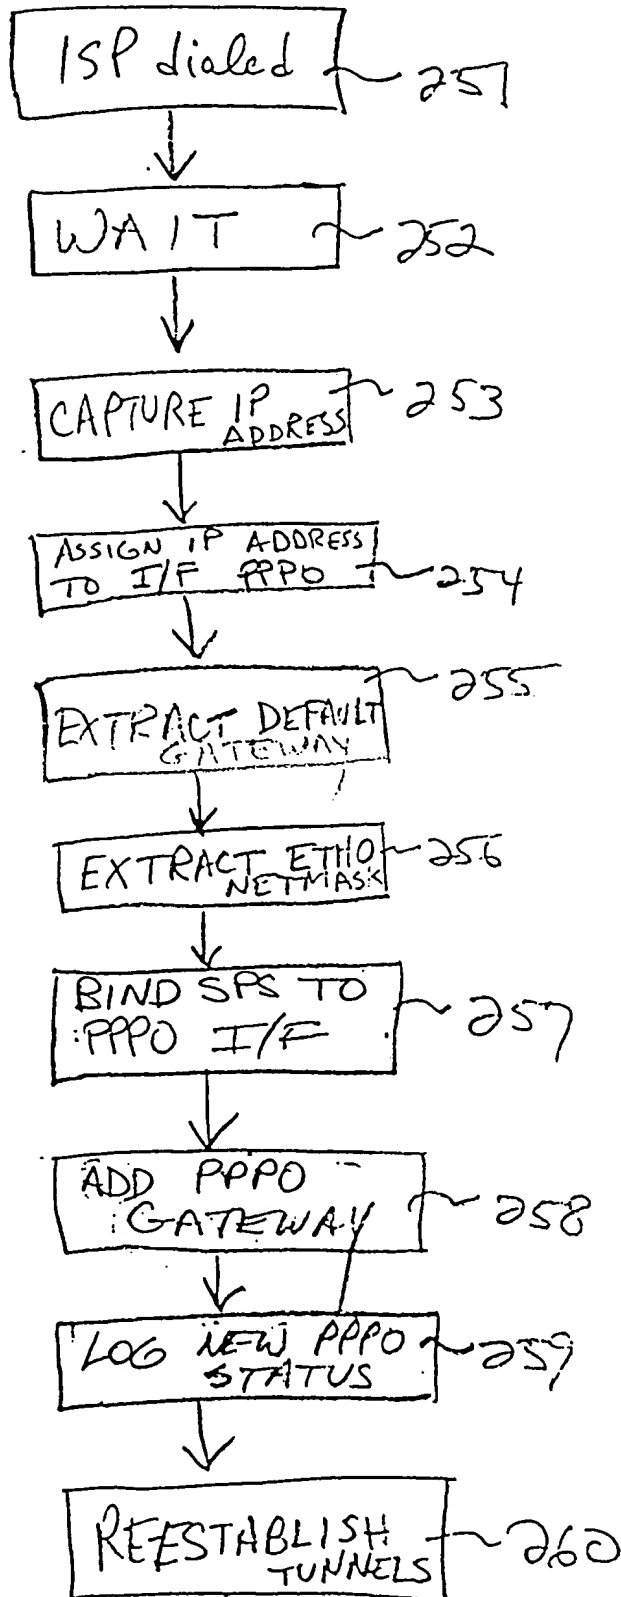 ISP dialed
251
WAIT
252
CAPTURE IP
ADDRESS
253
ASSIGN IP ADDRESS
TO I/F PPPO
254
EXTRACT DEFAULT
GATEWAY
255
EXTRACT ETHO
NETMASK
256
BIND SPS TO
PPPO I/F
257
ADD PPPO
GATEWAY
258
LOG NEW PPPO
STATUS
259
REESTABLISH
TUNNELS
260